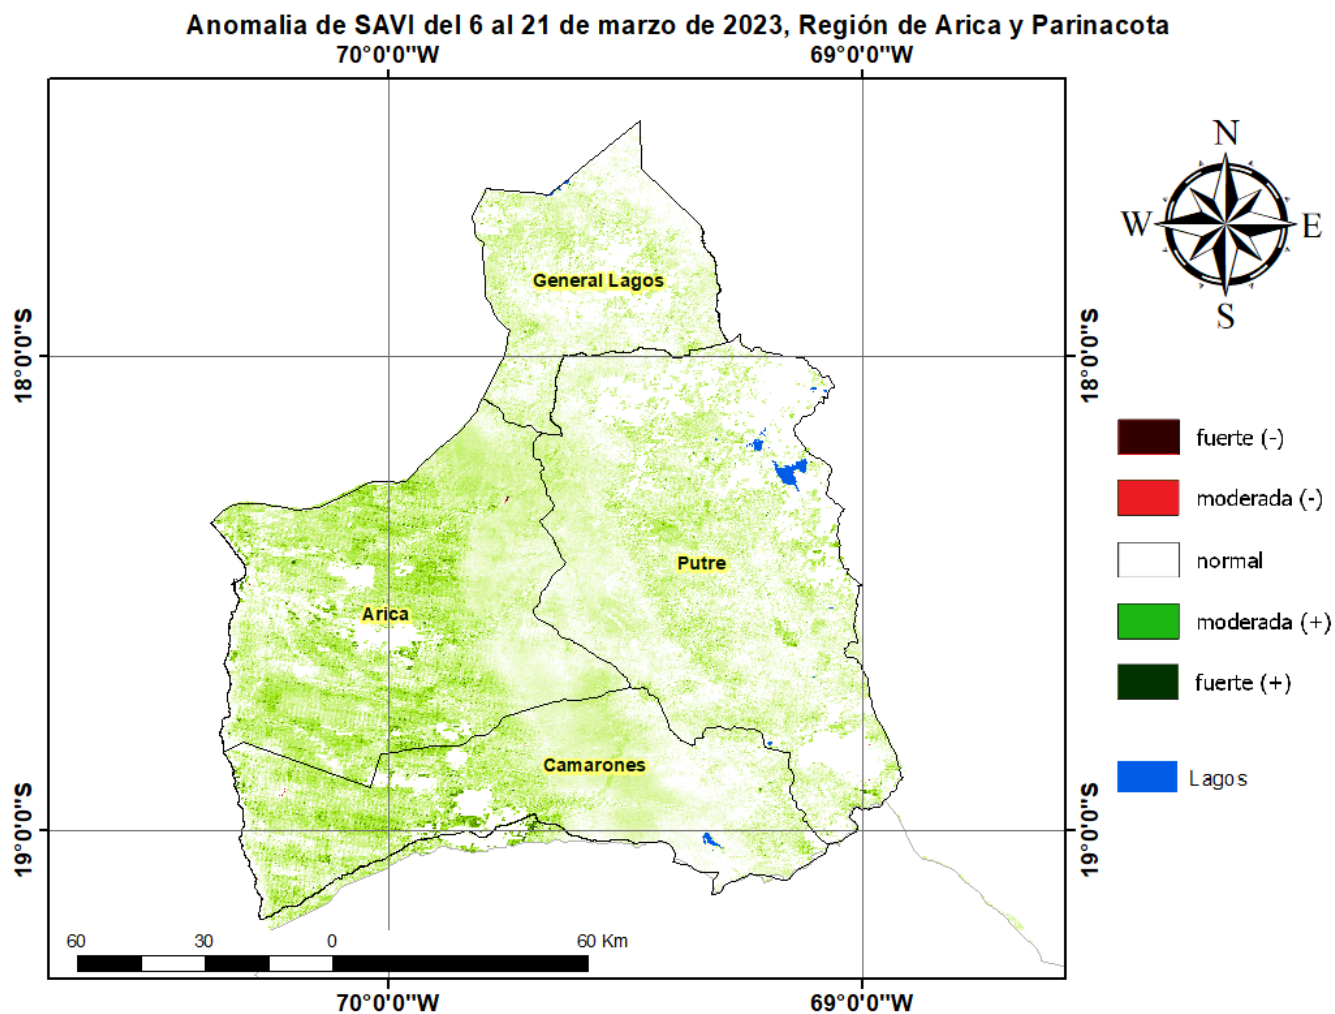 Anomalia de SAVI del 6 al 21 de marzo de 2023, Región de Arica y Parinacota
70°0'0"W
69°0'0"W
N
W
E
S
General Lagos
18°0'0"S
18°0'0"S
fuerte (-)
moderada (-)
normal
moderada (+)
fuerte (+)
Lagos
Putre
Arica
Camarones
19°0'0"S
19°0'0"S
60
30
0
60 Km
70°0'0"W
69°0'0"W